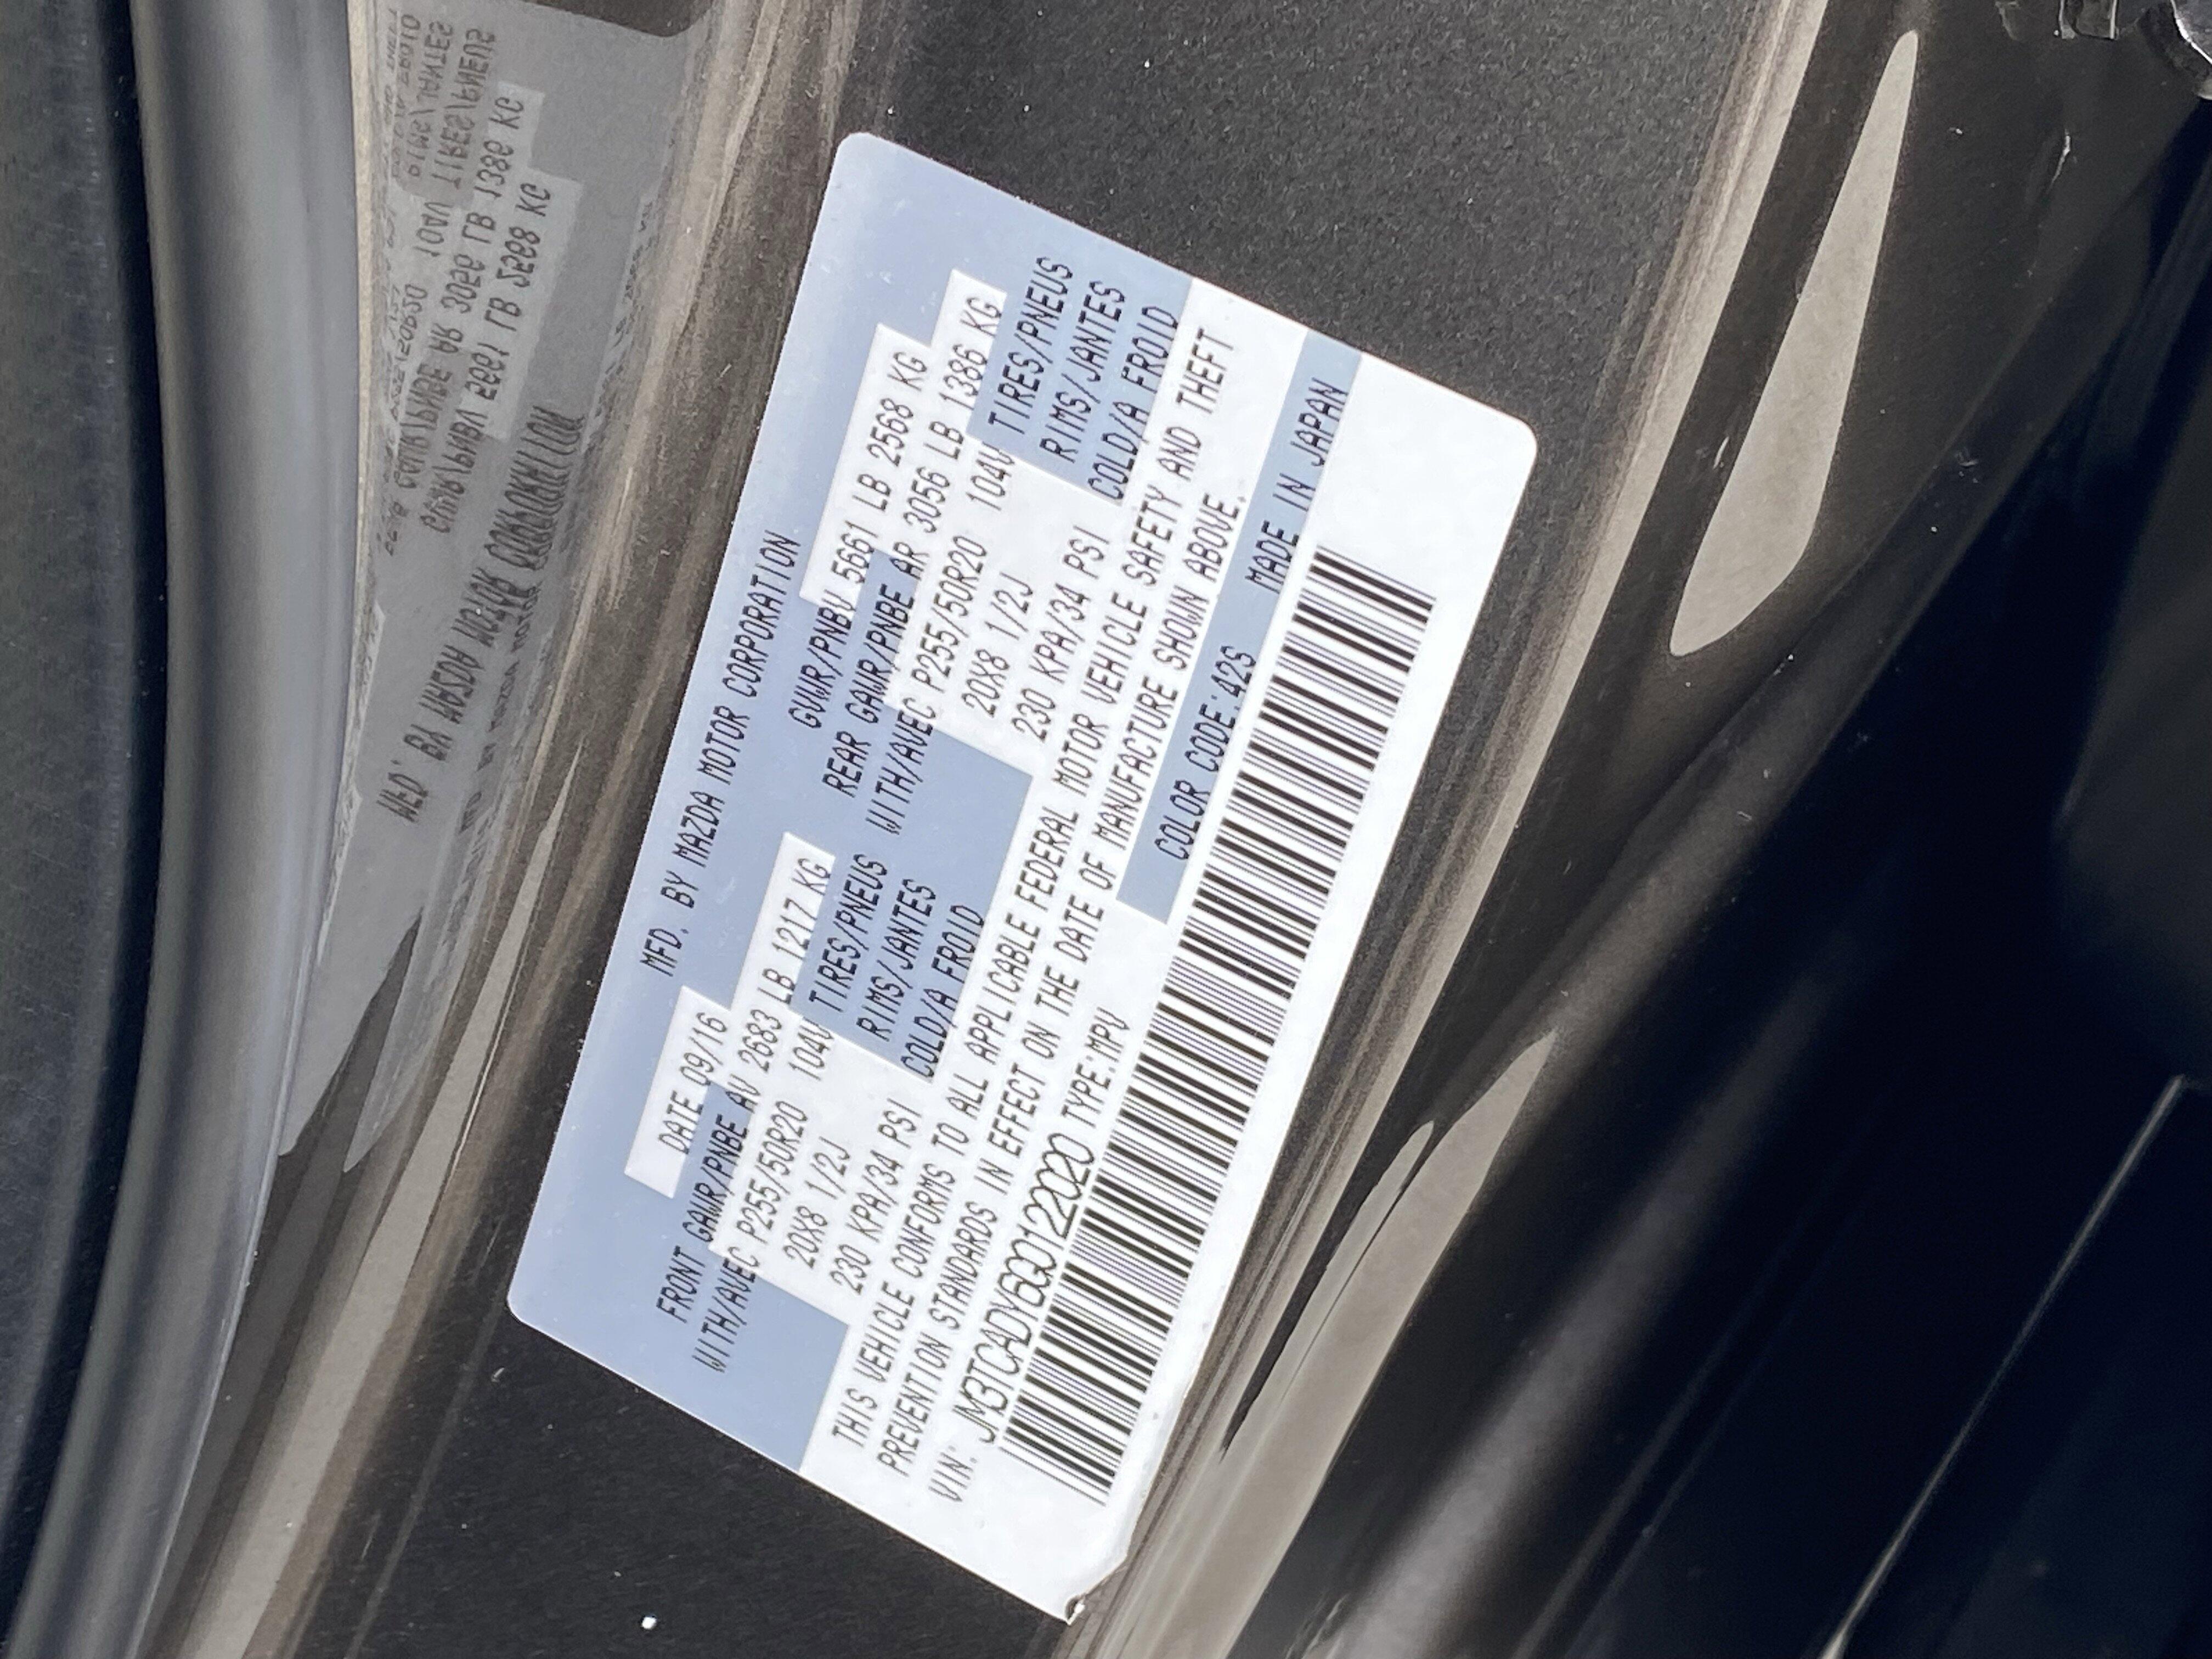 MFD. BY MAZDA MOTOR CORPORATION
DATE 09/16 GVWR/PNBV 5661 LB 2568 KG
FRONT GAWR/PNBE AV 2683 LB 1217 KG REAR GAWR/PNBE AR 3056 LB 1386 KG
WITH/AVEC P255/50R20 104V TIRES/PNEUS WITH/AVEC P255/50R20 104V TIRES/PNEUS
20X8 1/2J RIMS/JANTES 20X8 1/2J RIMS/JANTES
230 KPA/34 PSI COLD/A FROID 230 KPA/34 PSI COLD/A FROID
THIS VEHICLE CONFORMS TO ALL APPLICABLE FEDERAL MOTOR VEHICLE SAFETY AND THEFT
PREVENTION STANDARDS IN EFFECT ON THE DATE OF MANUFACTURE SHOWN ABOVE.
VIN: JM3TCADY6G0122020 TYPE:MPV COLOR CODE:42S MADE IN JAPAN